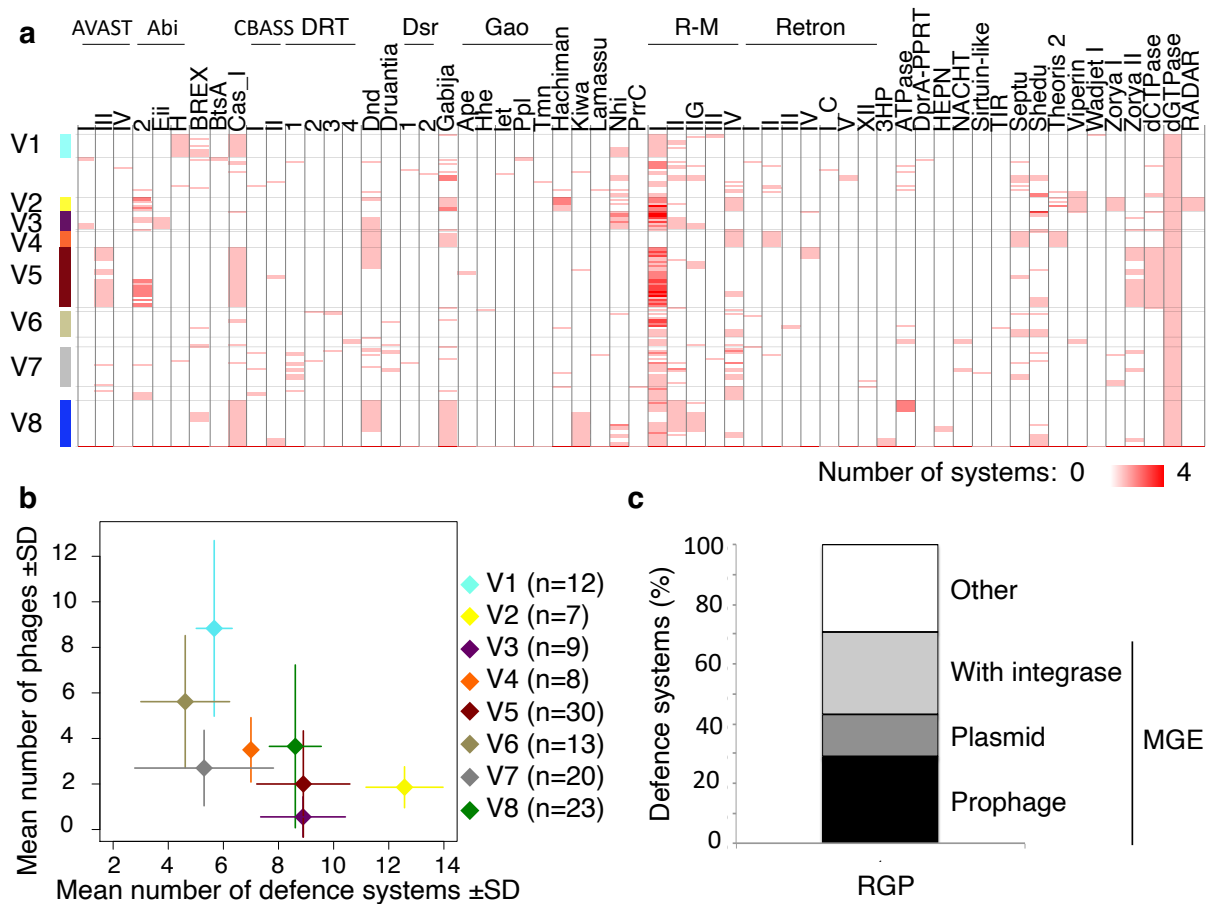 a
AVAST Abi CBASS DRT Dsr Gao R-M Retron
I III IV 2 Eii H BREX BtsA Cas_I I II 1 2 3 4 Dnd Druantia 1 2 Gabija Ape Hhe Iet Ppl Tmn Hachiman Kiwa Lamassu Nhi PrrC I II IIG III IV I II III IV I_C V XII 3HP ATPase DprA-PPRT HEPN NACHT Sirtuin-like TIR Septu Shedu Theoris 2 Viperin Wadjet I Zorya I Zorya II dCTPase dGTPase RADAR
V1
V2
V3
V4
V5
V6
V7
V8
Number of systems: 0 4
b
Mean number of phages ±SD
12
10
8
6
4
2
0
2 4 6 8 10 12 14
Mean number of defence systems ±SD
V1 (n=12)
V2 (n=7)
V3 (n=9)
V4 (n=8)
V5 (n=30)
V6 (n=13)
V7 (n=20)
V8 (n=23)
c
Defence systems (%)
100
80
60
40
20
0
Other
With integrase
Plasmid
Prophage
MGE
RGP